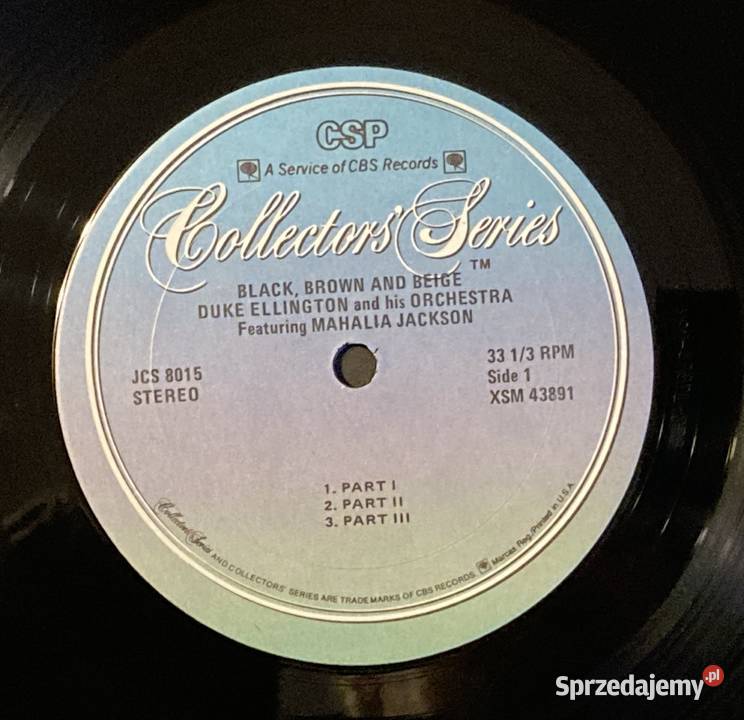 CSP
A Service of CBS Records
Collectors' Series ™
BLACK, BROWN AND BEIGE
DUKE ELLINGTON and his ORCHESTRA
Featuring MAHALIA JACKSON
JCS 8015
STEREO
33 1/3 RPM
Side 1
XSM 43891
1. PART I
2. PART II
3. PART III
Collectors' Series AND COLLECTORS' SERIES ARE TRADE MARKS OF CBS RECORDS. Marcas Reg./Printed in U.S.A.
Sprzedajemy.pl